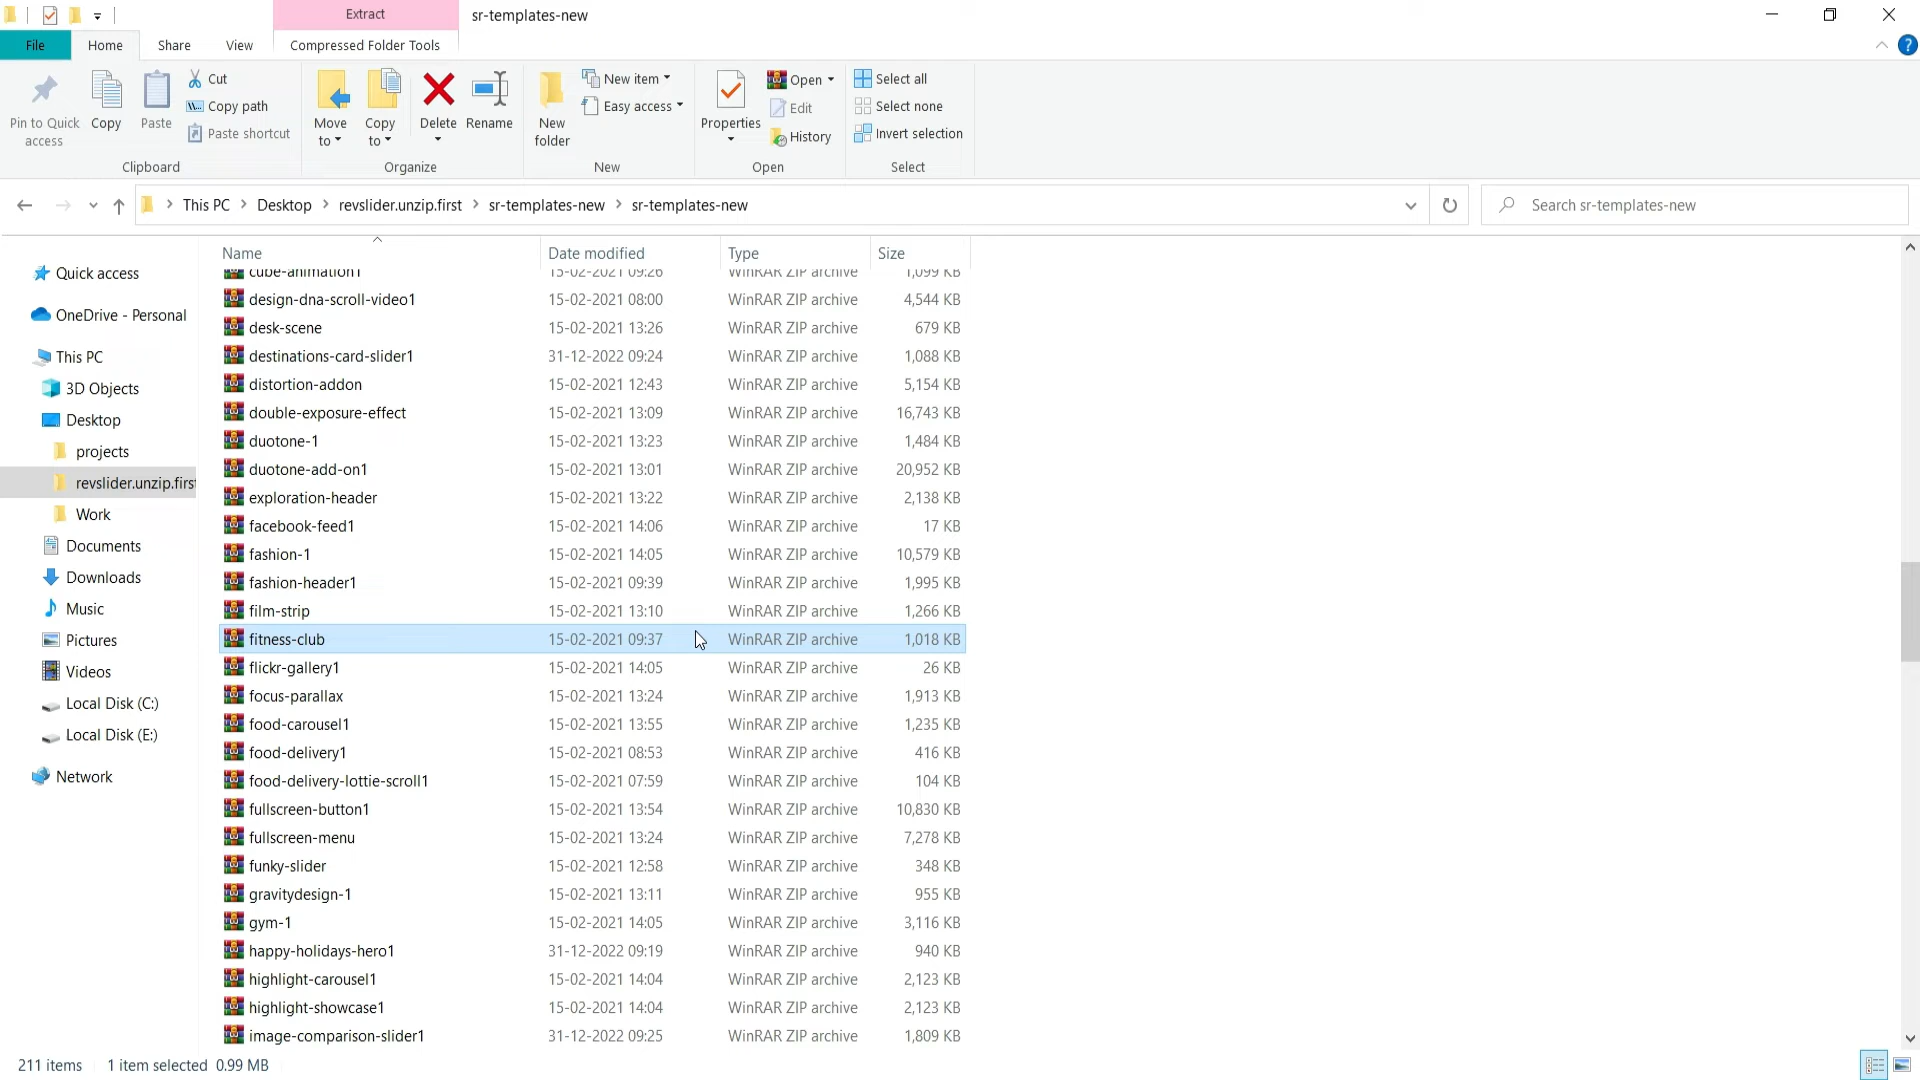 Extract
sr-templates-new
File
Home
Share
View
Compressed Folder Tools
Pin to Quick access
Copy
Paste
Cut
Copy path
Paste shortcut
Clipboard
Move to
Copy to
Delete
Rename
Organize
New folder
New item
Easy access
New
Properties
Open
Edit
History
Open
Select all
Select none
Invert selection
Select
This PC > Desktop > revslider.unzip.first > sr-templates-new > sr-templates-new
Search sr-templates-new
Quick access
OneDrive - Personal
This PC
3D Objects
Desktop
projects
revslider.unzip.first
Work
Documents
Downloads
Music
Pictures
Videos
Local Disk (C:)
Local Disk (E:)
Network
Name Date modified Type Size
cube-animation1 15-02-2021 09:26 WinRAR ZIP archive 1,099 KB
design-dna-scroll-video1 15-02-2021 08:00 WinRAR ZIP archive 4,544 KB
desk-scene 15-02-2021 13:26 WinRAR ZIP archive 679 KB
destinations-card-slider1 31-12-2022 09:24 WinRAR ZIP archive 1,088 KB
distortion-addon 15-02-2021 12:43 WinRAR ZIP archive 5,154 KB
double-exposure-effect 15-02-2021 13:09 WinRAR ZIP archive 16,743 KB
duotone-1 15-02-2021 13:23 WinRAR ZIP archive 1,484 KB
duotone-add-on1 15-02-2021 13:01 WinRAR ZIP archive 20,952 KB
exploration-header 15-02-2021 13:22 WinRAR ZIP archive 2,138 KB
facebook-feed1 15-02-2021 14:06 WinRAR ZIP archive 17 KB
fashion-1 15-02-2021 14:05 WinRAR ZIP archive 10,579 KB
fashion-header1 15-02-2021 09:39 WinRAR ZIP archive 1,995 KB
film-strip 15-02-2021 13:10 WinRAR ZIP archive 1,266 KB
fitness-club 15-02-2021 09:37 WinRAR ZIP archive 1,018 KB
flickr-gallery1 15-02-2021 14:05 WinRAR ZIP archive 26 KB
focus-parallax 15-02-2021 13:24 WinRAR ZIP archive 1,913 KB
food-carousel1 15-02-2021 13:55 WinRAR ZIP archive 1,235 KB
food-delivery1 15-02-2021 08:53 WinRAR ZIP archive 416 KB
food-delivery-lottie-scroll1 15-02-2021 07:59 WinRAR ZIP archive 104 KB
fullscreen-button1 15-02-2021 13:54 WinRAR ZIP archive 10,830 KB
fullscreen-menu 15-02-2021 13:24 WinRAR ZIP archive 7,278 KB
funky-slider 15-02-2021 12:58 WinRAR ZIP archive 348 KB
gravitydesign-1 15-02-2021 13:11 WinRAR ZIP archive 955 KB
gym-1 15-02-2021 14:05 WinRAR ZIP archive 3,116 KB
happy-holidays-hero1 31-12-2022 09:19 WinRAR ZIP archive 940 KB
highlight-carousel1 15-02-2021 14:04 WinRAR ZIP archive 2,123 KB
highlight-showcase1 15-02-2021 14:04 WinRAR ZIP archive 2,123 KB
image-comparison-slider1 31-12-2022 09:25 WinRAR ZIP archive 1,809 KB
211 items 1 item selected 0.99 MB